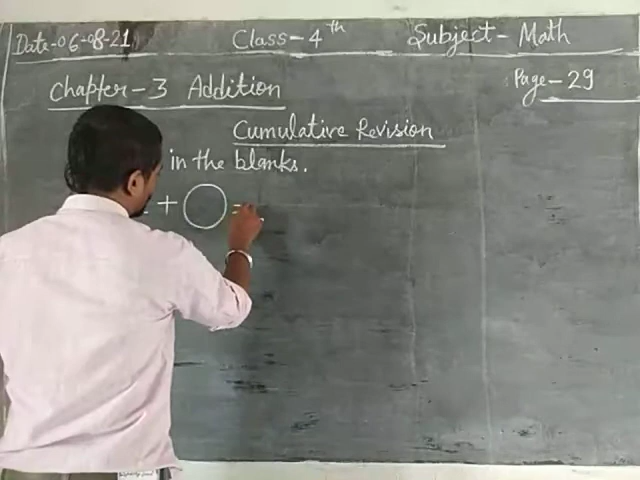 Date-06-08-21 Class-4th Subject-Math
Chapter-3 Addition Page-29
Cumulative Revision
in the blanks.
+ ◯ =